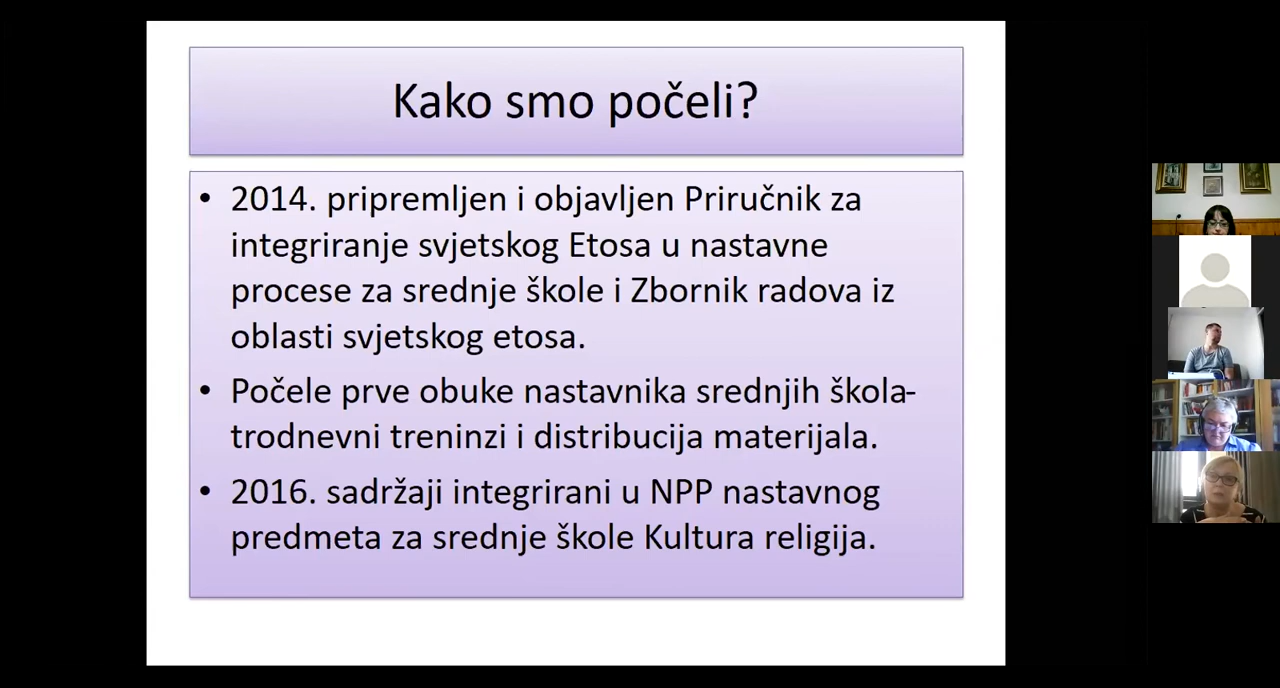 Kako smo počeli?
• 2014. pripremljen i objavljen Priručnik za
integriranje svjetskog Etosa u nastavne
procese za srednje škole i Zbornik radova iz
oblasti svjetskog etosa.
• Počele prve obuke nastavnika srednjih škola-
trodnevni treninzi i distribucija materijala.
• 2016. sadržaji integrirani u NPP nastavnog
predmeta za srednje škole Kultura religija.